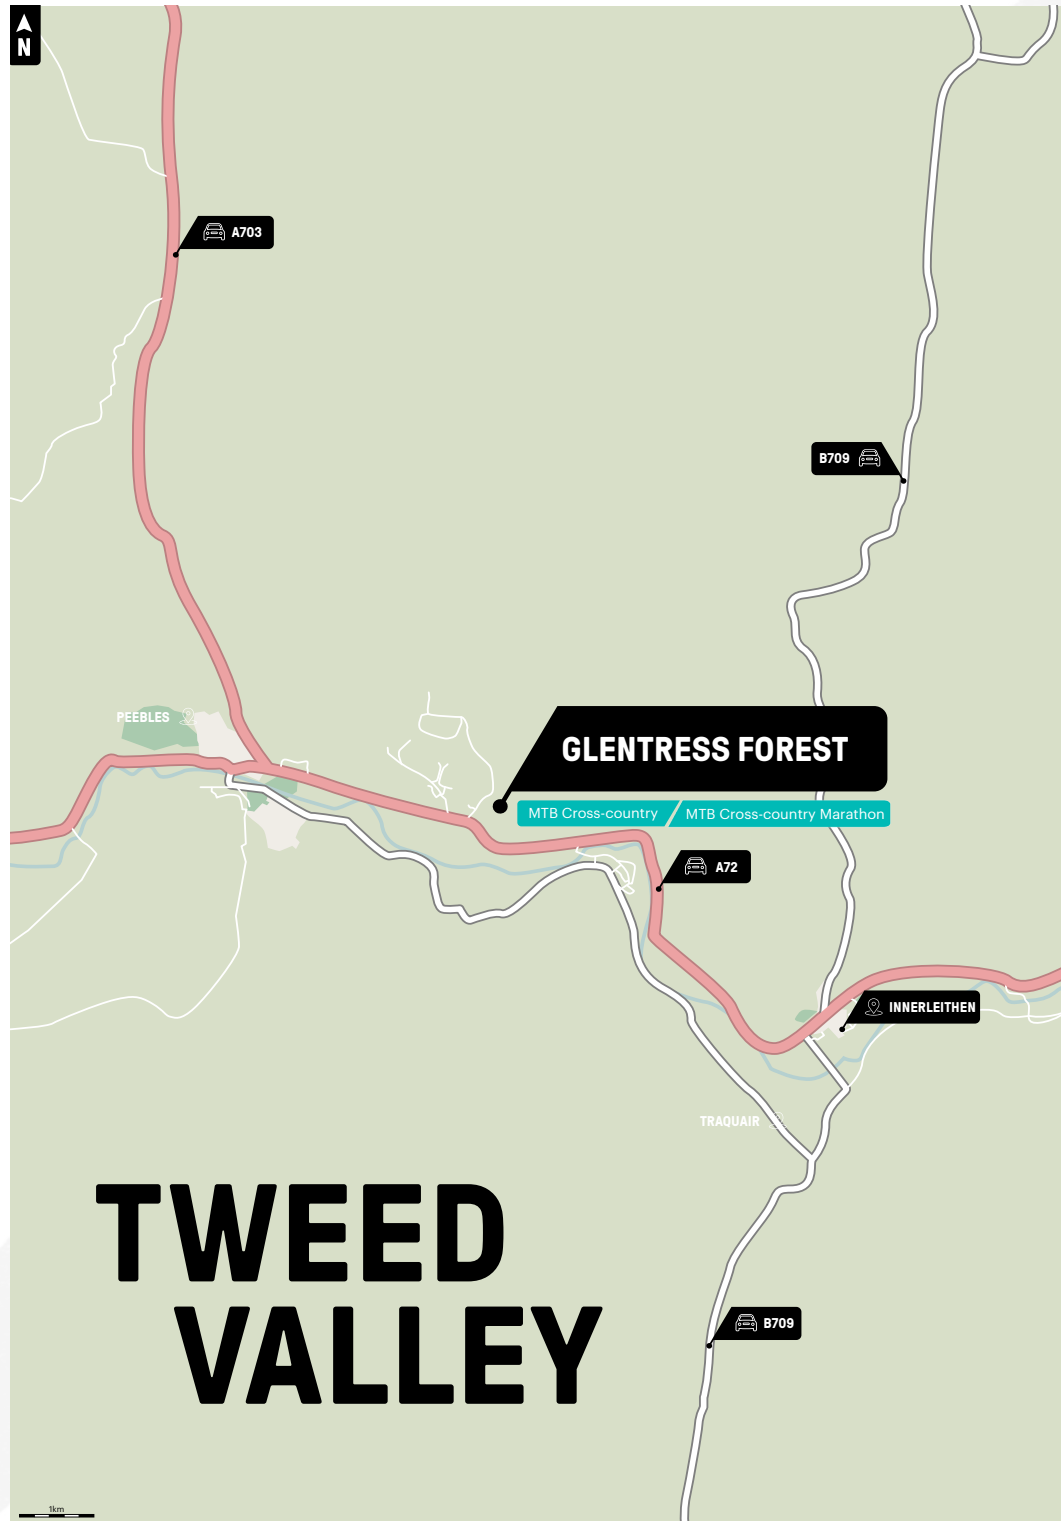 N
A703
B709
PEEBLES
GLENTRESS FOREST
MTB Cross-country / MTB Cross-country Marathon
A72
INNERLEITHEN
TRAQUAIR
TWEED
VALLEY
B709
1km